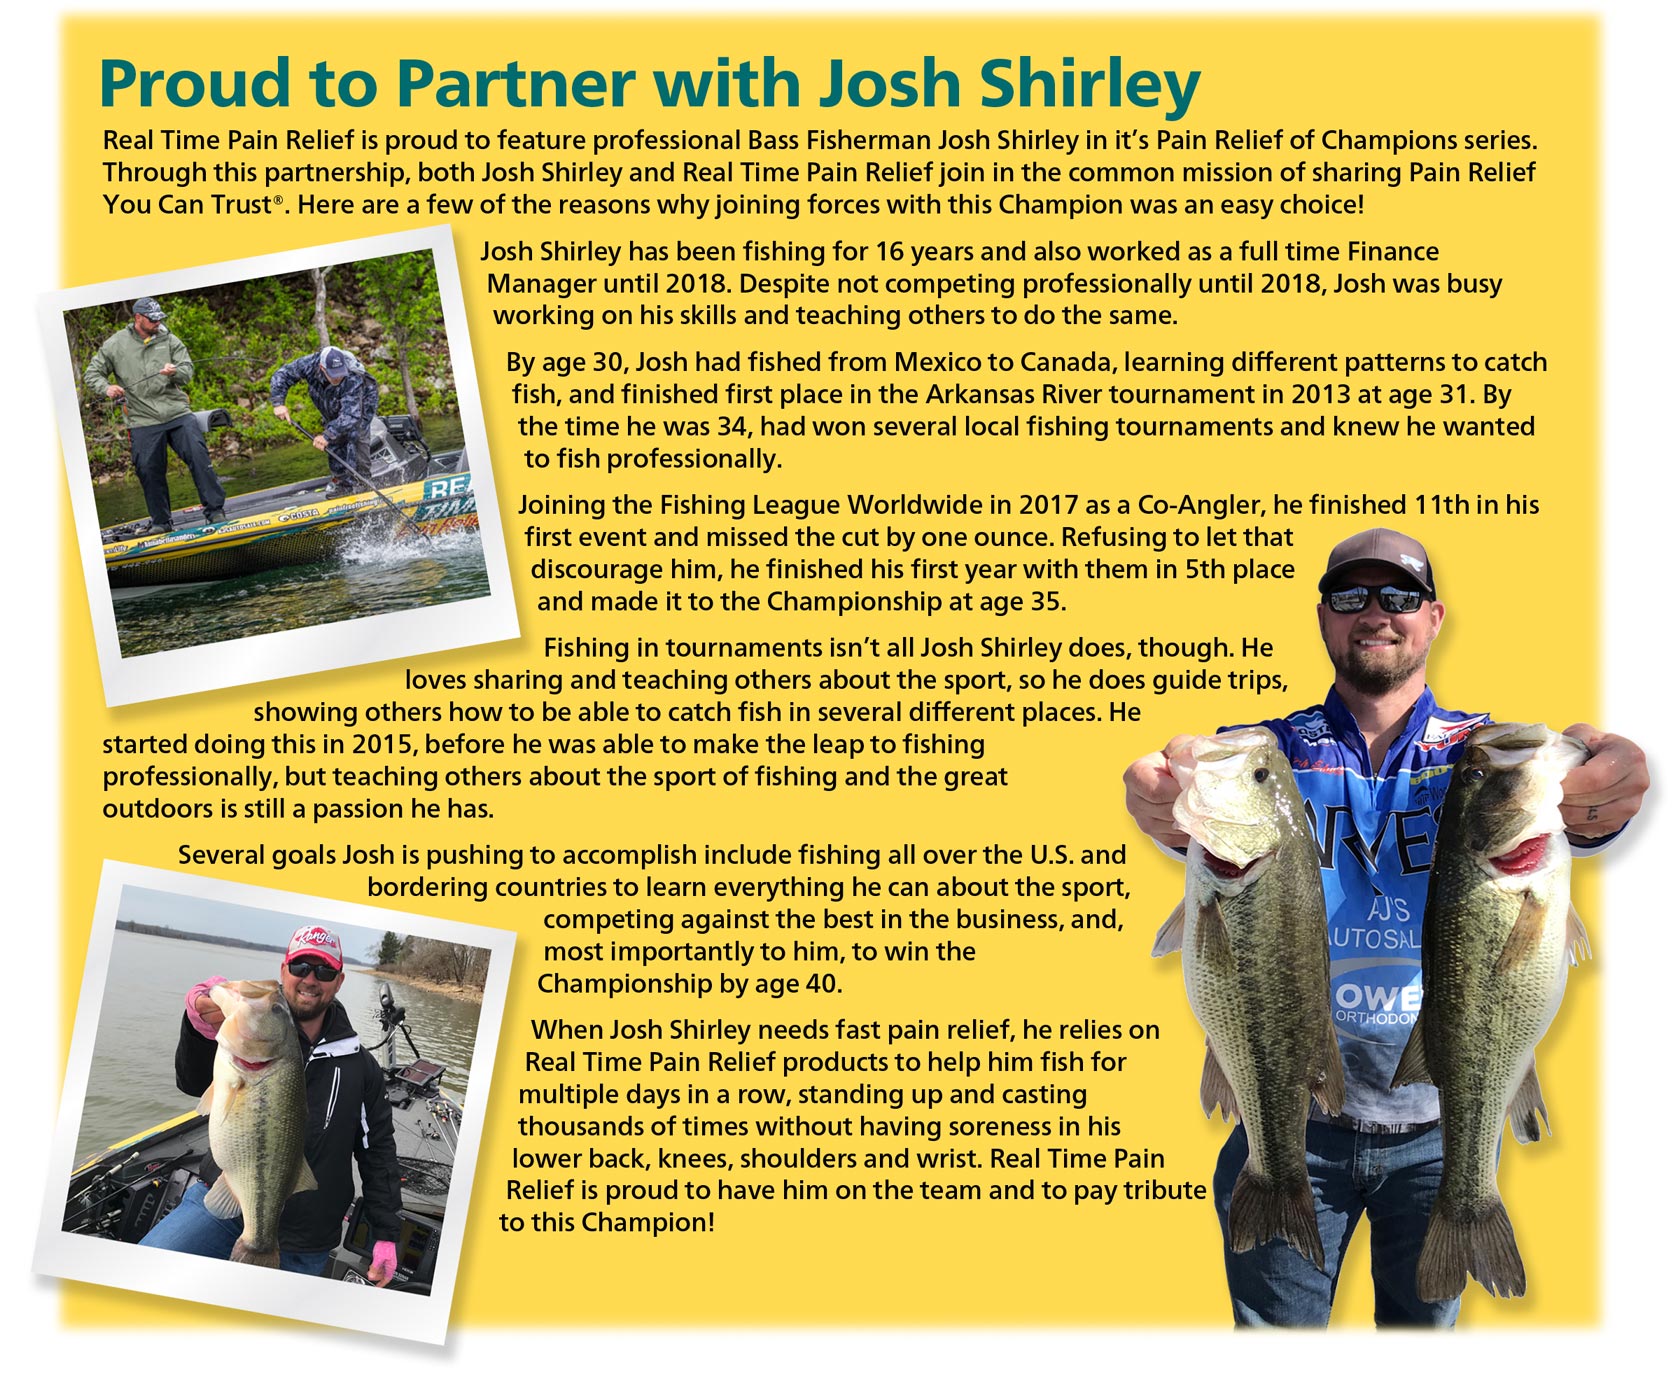 Proud to Partner with Josh Shirley
Real Time Pain Relief is proud to feature professional Bass Fisherman Josh Shirley in it's Pain Relief of Champions series.
Through this partnership, both Josh Shirley and Real Time Pain Relief join in the common mission of sharing Pain Relief
You Can Trust®. Here are a few of the reasons why joining forces with this Champion was an easy choice!
Josh Shirley has been fishing for 16 years and also worked as a full time Finance
Manager until 2018. Despite not competing professionally until 2018, Josh was busy
working on his skills and teaching others to do the same.
By age 30, Josh had fished from Mexico to Canada, learning different patterns to catch
fish, and finished first place in the Arkansas River tournament in 2013 at age 31. By
the time he was 34, had won several local fishing tournaments and knew he wanted
to fish professionally.
Joining the Fishing League Worldwide in 2017 as a Co-Angler, he finished 11th in his
first event and missed the cut by one ounce. Refusing to let that
discourage him, he finished his first year with them in 5th place
and made it to the Championship at age 35.
Fishing in tournaments isn't all Josh Shirley does, though. He
loves sharing and teaching others about the sport, so he does guide trips,
showing others how to be able to catch fish in several different places. He
started doing this in 2015, before he was able to make the leap to fishing
professionally, but teaching others about the sport of fishing and the great
outdoors is still a passion he has.
Several goals Josh is pushing to accomplish include fishing all over the U.S. and
bordering countries to learn everything he can about the sport,
competing against the best in the business, and,
most importantly to him, to win the
Championship by age 40.
When Josh Shirley needs fast pain relief, he relies on
Real Time Pain Relief products to help him fish for
multiple days in a row, standing up and casting
thousands of times without having soreness in his
lower back, knees, shoulders and wrist. Real Time Pain
Relief is proud to have him on the team and to pay tribute
to this Champion!
COSTA
REA
TIM
Ranger
AJ'S
AUTOSAL
OWE
ORTHODON